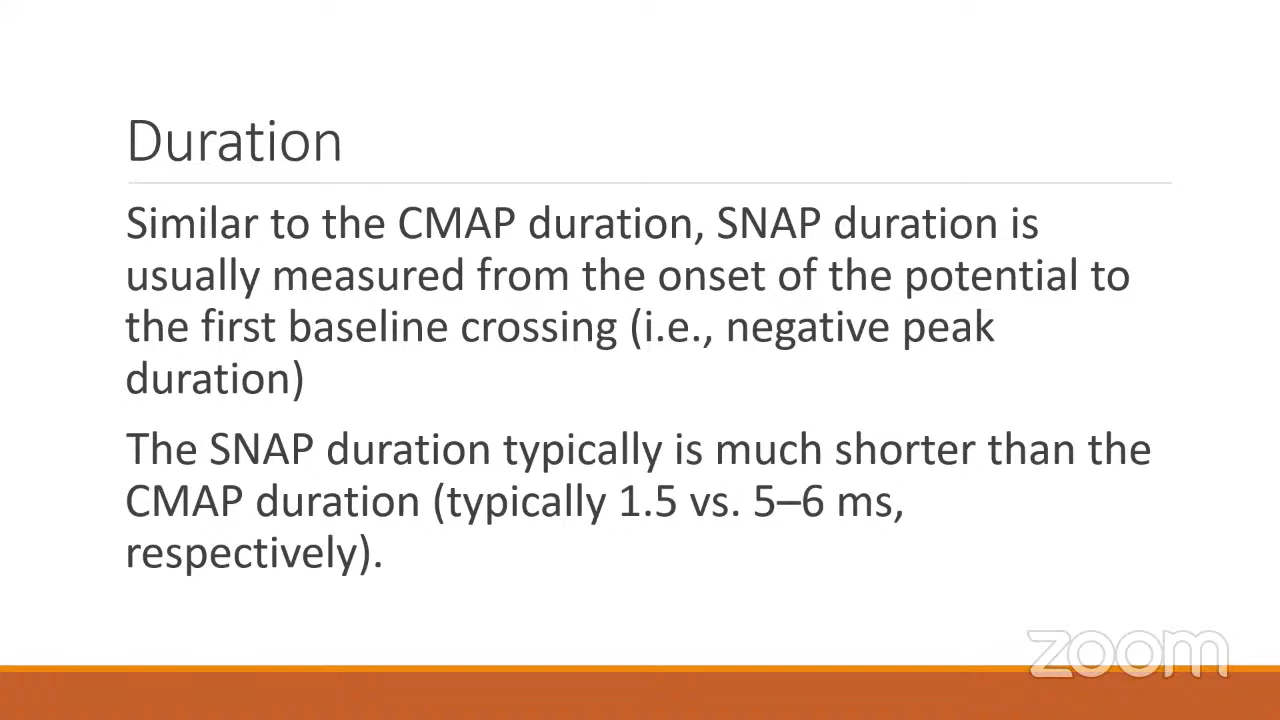 Duration
Similar to the CMAP duration, SNAP duration is
usually measured from the onset of the potential to
the first baseline crossing (i.e., negative peak
duration)
The SNAP duration typically is much shorter than the
CMAP duration (typically 1.5 vs. 5–6 ms,
respectively).
zoom